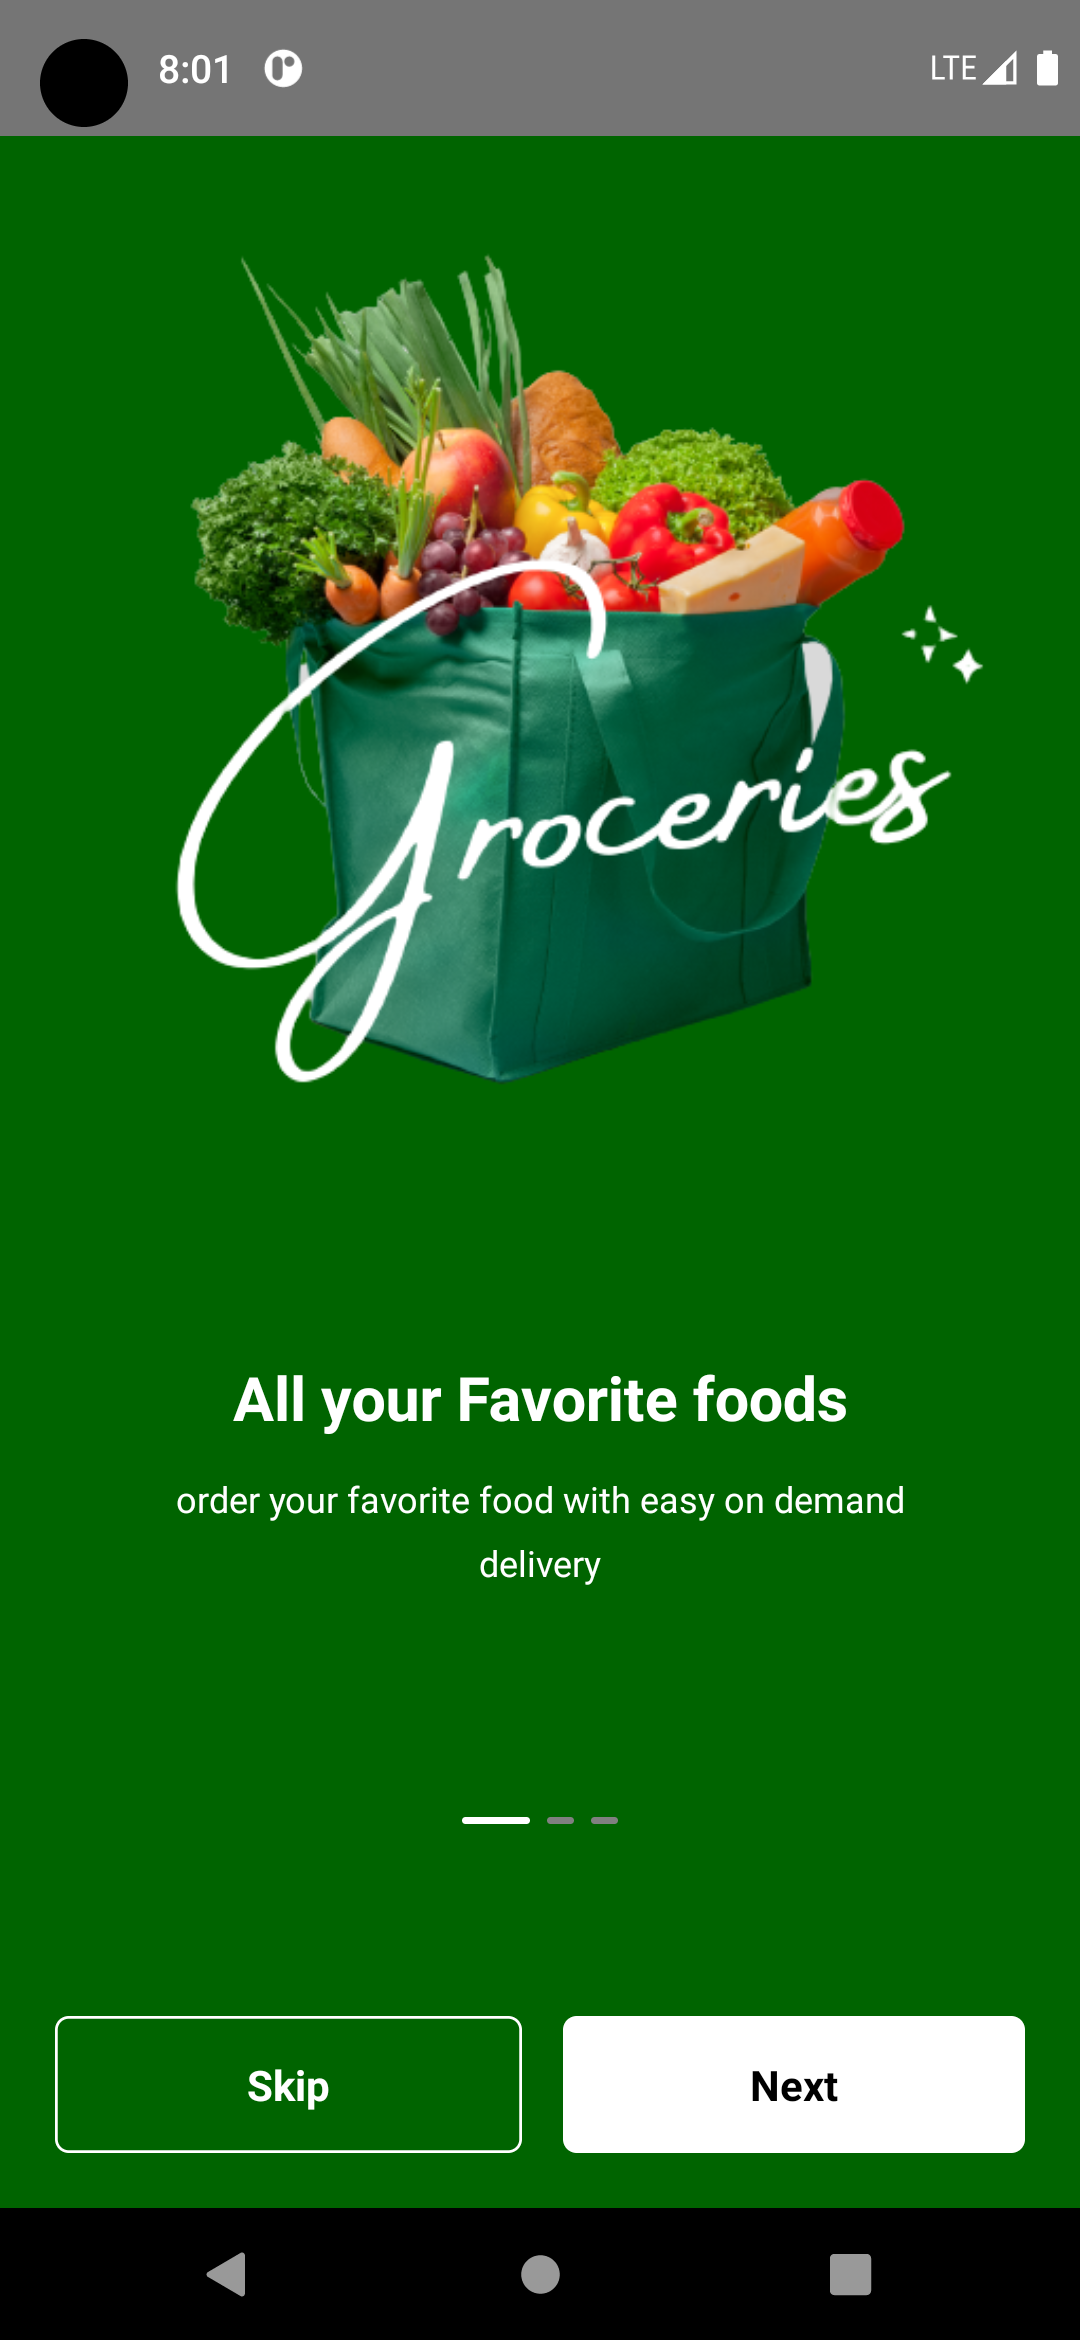 8:01
LTE
Groceries
All your Favorite foods
order your favorite food with easy on demand
delivery
Skip
Next